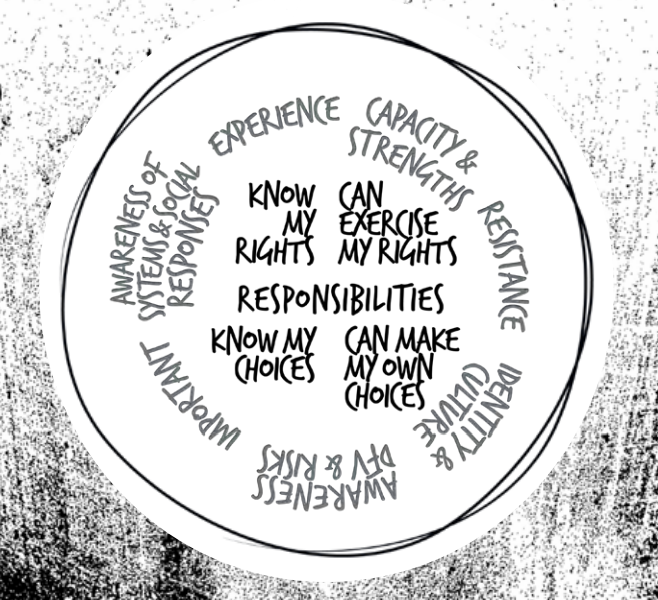 EXPERIENCE
CAPACITY &
STRENGTHS
RESISTANCE
IDENTITY &
CULTURE
AWARENESS
DFV & RISKS
IMPORTANT
AWARENESS OF
SYSTEMS & SOCIAL
RESPONSES
KNOW
MY
RIGHTS
CAN
EXERCISE
MY RIGHTS
RESPONSIBILITIES
KNOW MY
CHOICES
CAN MAKE
MY OWN
CHOICES